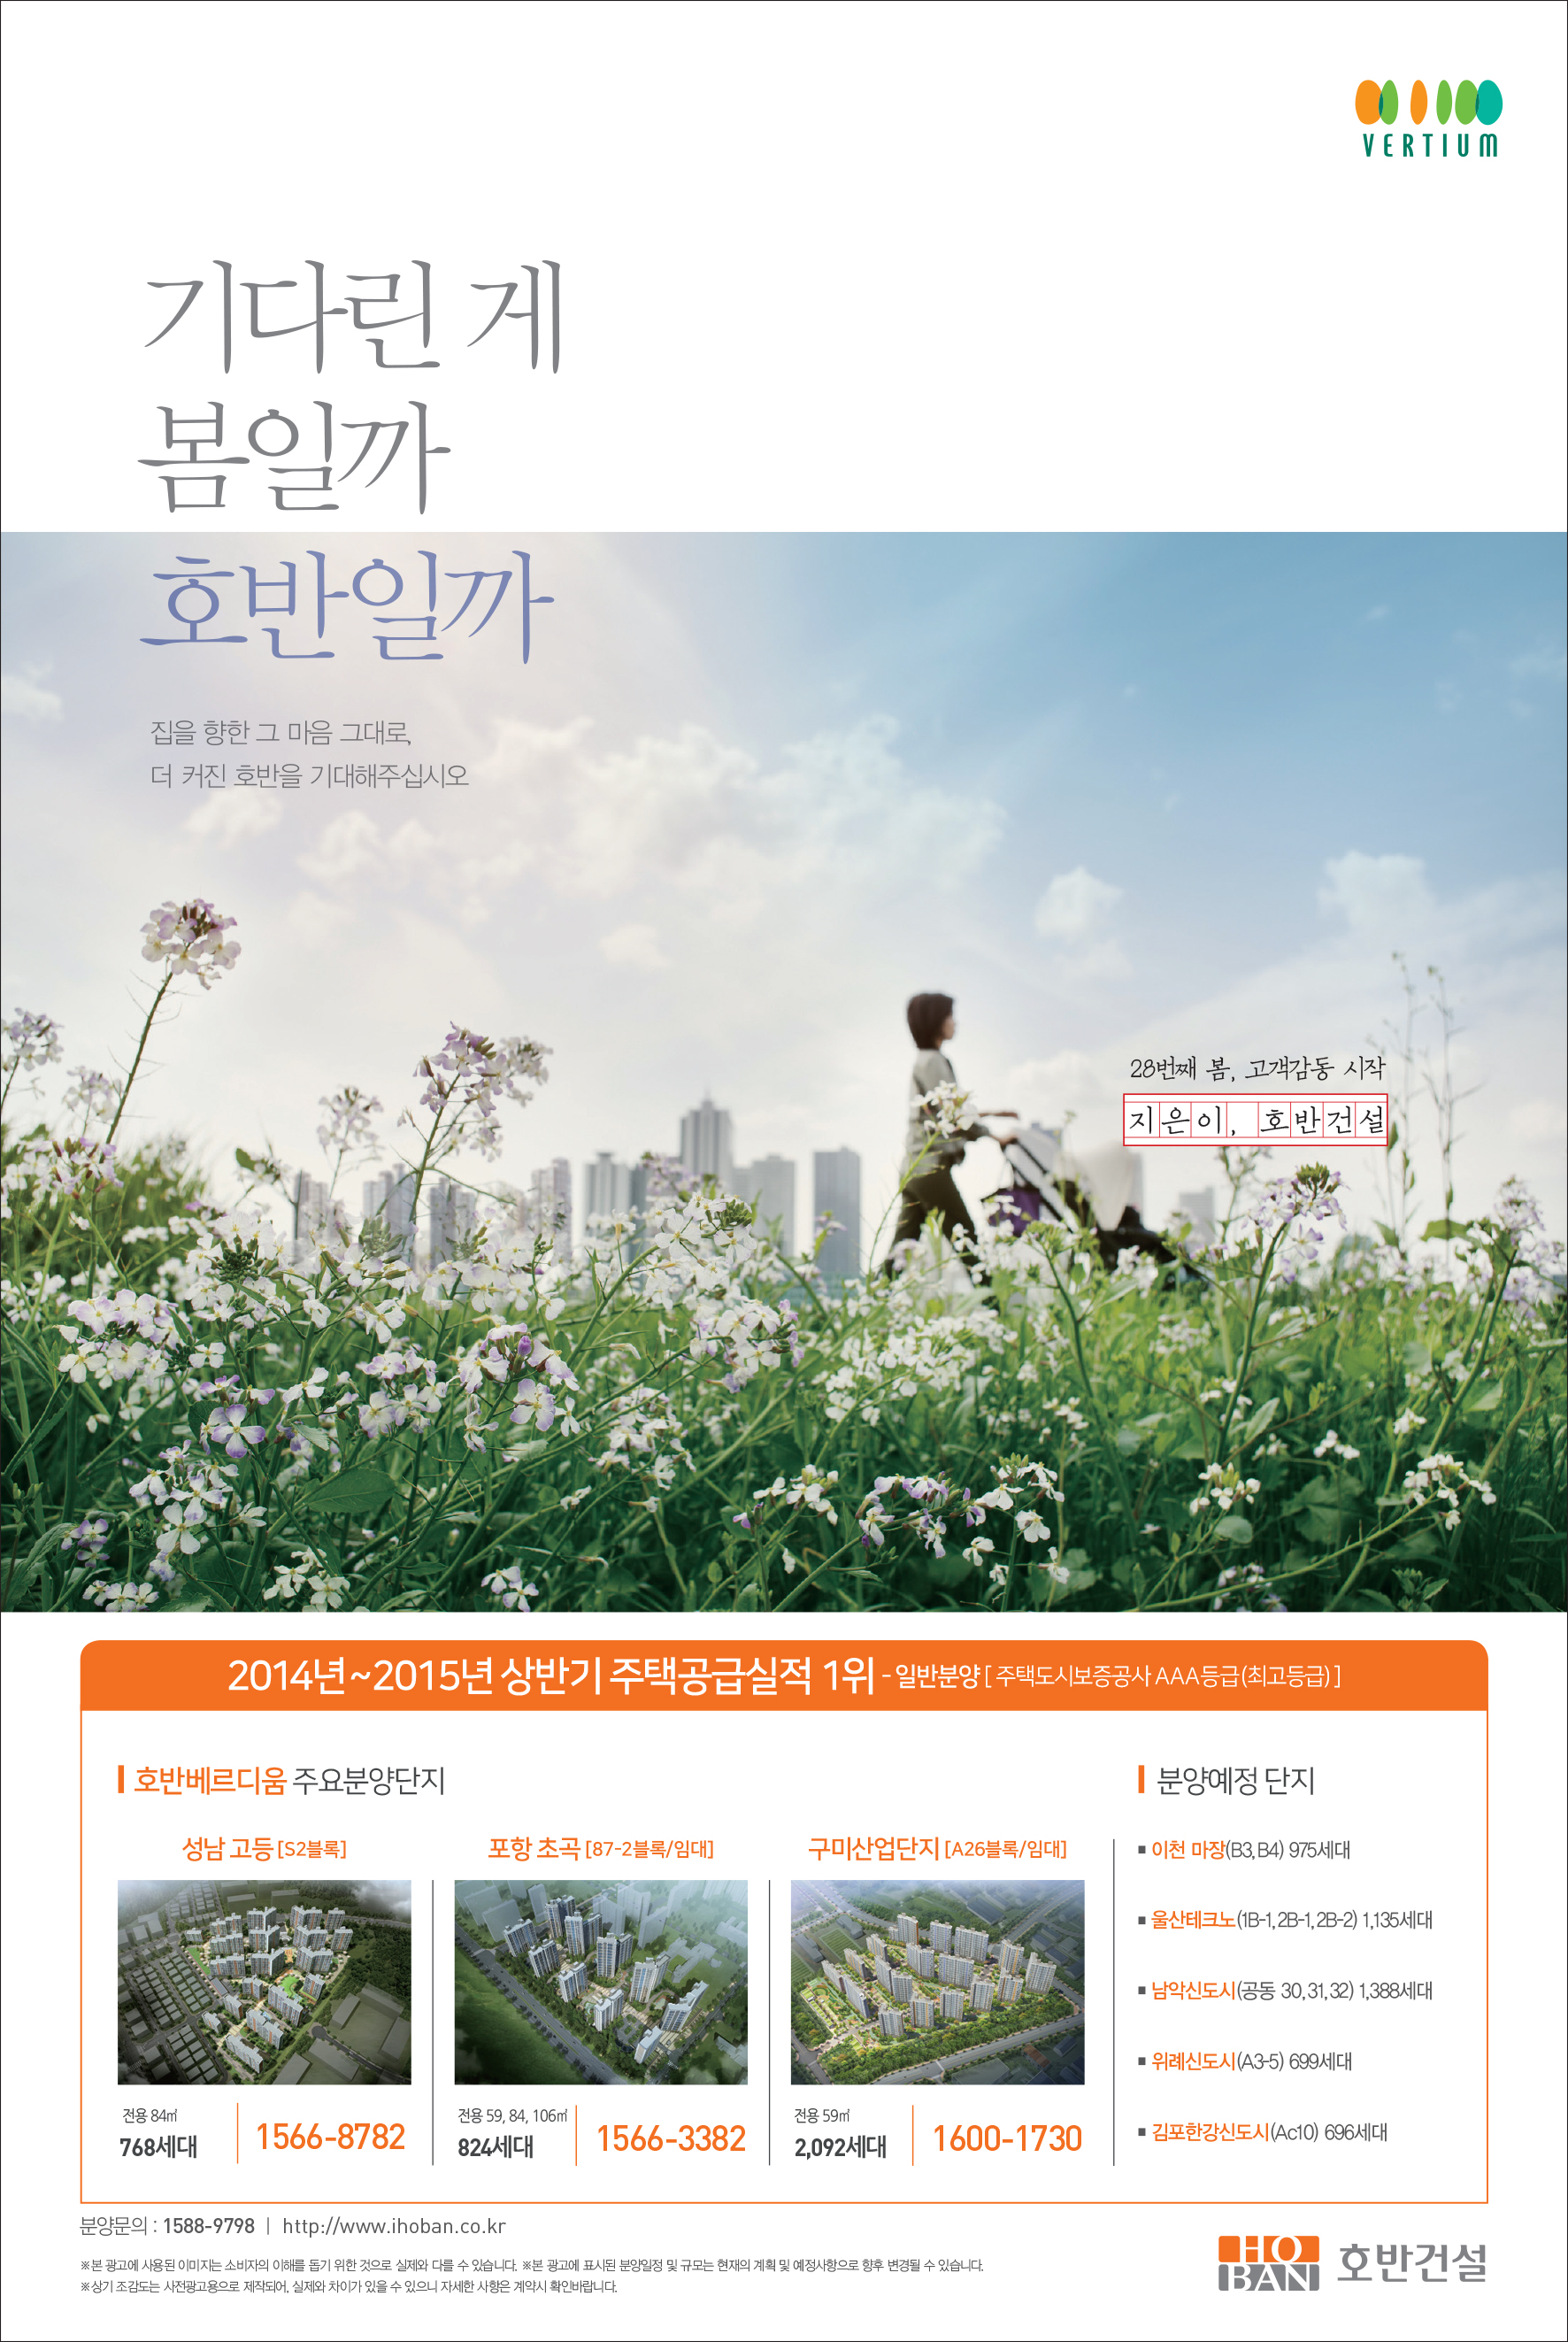 VERTIUM
기다린 게
봄일까
호반일까
집을 향한 그 마음 그대로,
더 커진 호반을 기대해주십시오
28번째 봄, 고객감동 시작
지은이, 호반건설
2014년~2015년 상반기 주택공급실적 1위 - 일반분양 [ 주택도시보증공사 AAA등급(최고등급) ]
호반베르디움 주요분양단지
성남 고등 [S2블록]
전용 84㎡
768세대
1566-8782
포항 초곡 [87-2블록/임대]
전용 59, 84, 106㎡
824세대
1566-3382
구미산업단지 [A26블록/임대]
전용 59㎡
2,092세대
1600-1730
분양예정 단지
■ 이천 마장(B3, B4) 975세대
■ 울산테크노(1B-1, 2B-1, 2B-2) 1,135세대
■ 남악신도시(공동 30, 31, 32) 1,388세대
■ 위례신도시(A3-5) 699세대
■ 김포한강신도시(Ac10) 696세대
분양문의 : 1588-9798 | http://www.ihoban.co.kr
※본 광고에 사용된 이미지는 소비자의 이해를 돕기 위한 것으로 실제와 다를 수 있습니다. ※본 광고에 표시된 분양일정 및 규모는 현재의 계획 및 예정사항으로 향후 변경될 수 있습니다.
※상기 조감도는 사전광고용으로 제작되어, 실제와 차이가 있을 수 있으니 자세한 사항은 계약시 확인바랍니다.
HO
BAN
호반건설